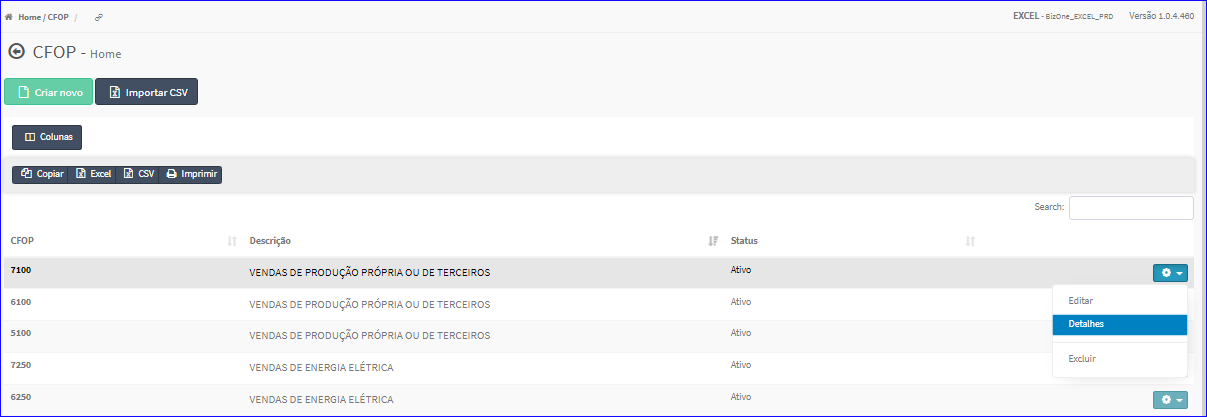 Home / CFOP /
EXCEL - BizOne_EXCEL_PRD Versão 1.0.4.460
CFOP - Home
Criar novo Importar CSV
Colunas
Copiar Excel CSV Imprimir
Search:
CFOP Descrição Status
7100 VENDAS DE PRODUÇÃO PRÓPRIA OU DE TERCEIROS Ativo
6100 VENDAS DE PRODUÇÃO PRÓPRIA OU DE TERCEIROS Ativo
Editar
5100 VENDAS DE PRODUÇÃO PRÓPRIA OU DE TERCEIROS Ativo
Detalhes
7250 VENDAS DE ENERGIA ELÉTRICA Ativo
Excluir
6250 VENDAS DE ENERGIA ELÉTRICA Ativo